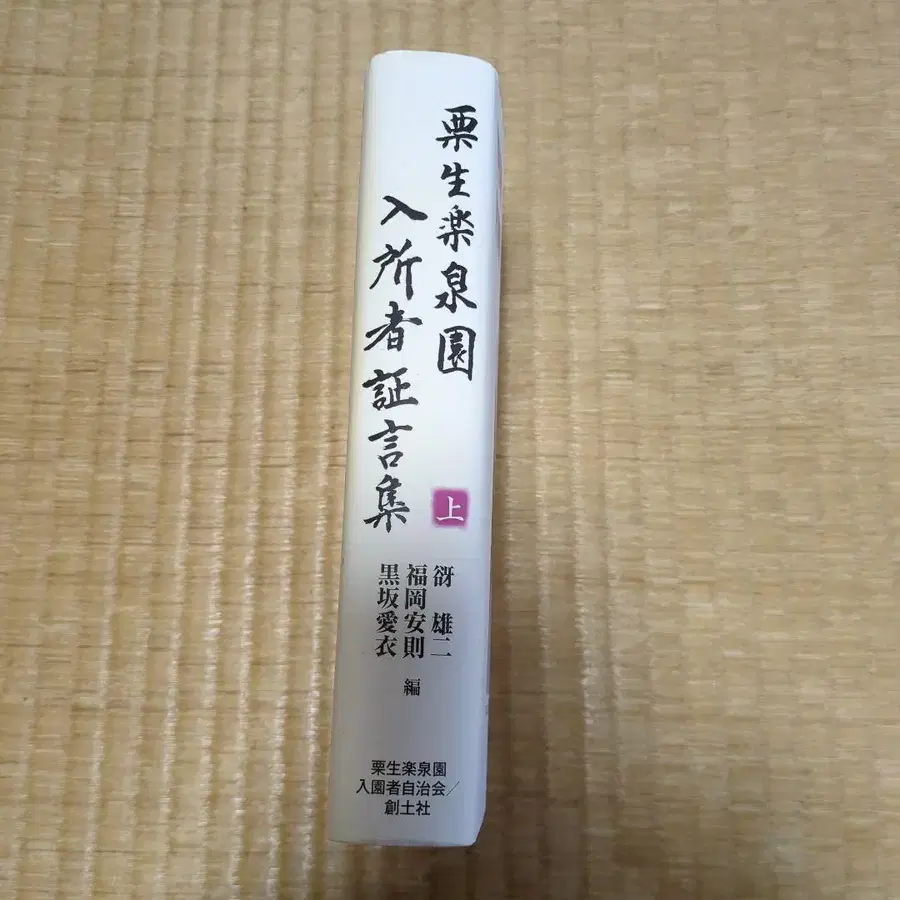 栗生楽泉園
入所者証言集
上
谺 雄二
福岡安則
黒坂愛衣
編
栗生楽泉園
入園者自治会/
創土社